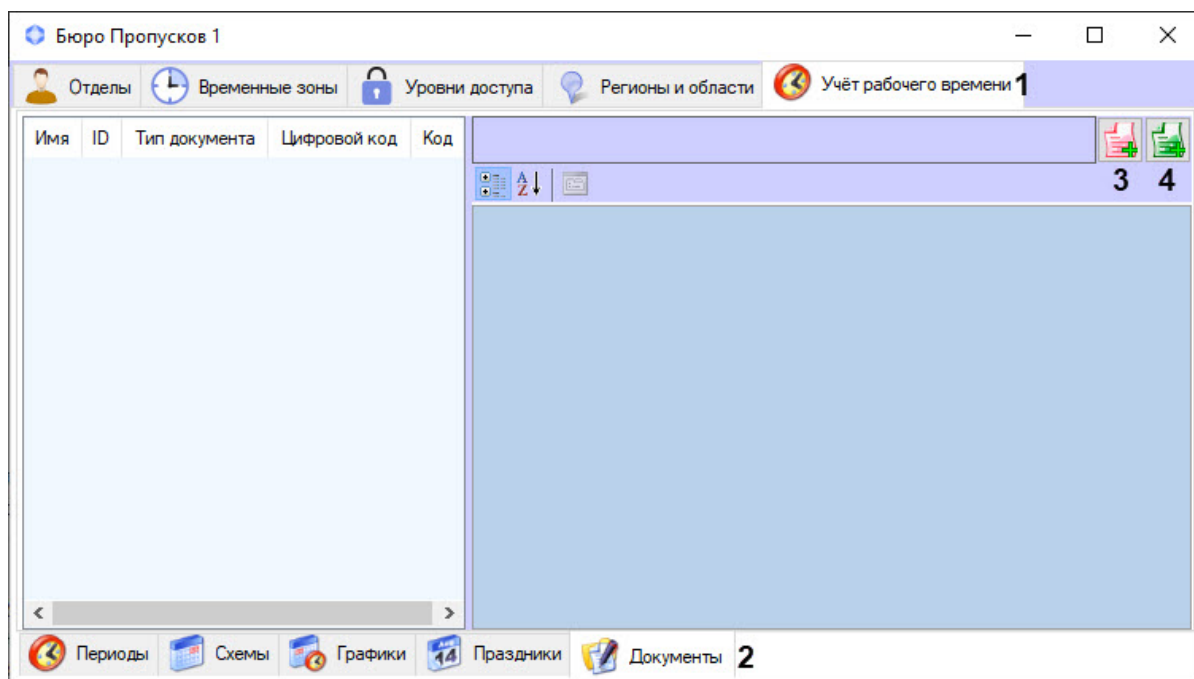 Бюро Пропусков 1
Отделы Временные зоны Уровни доступа Регионы и области Учёт рабочего времени 1
Имя ID Тип документа Цифровой код Код
A
Z
3 4
Периоды Схемы Графики 14 Праздники Документы 2